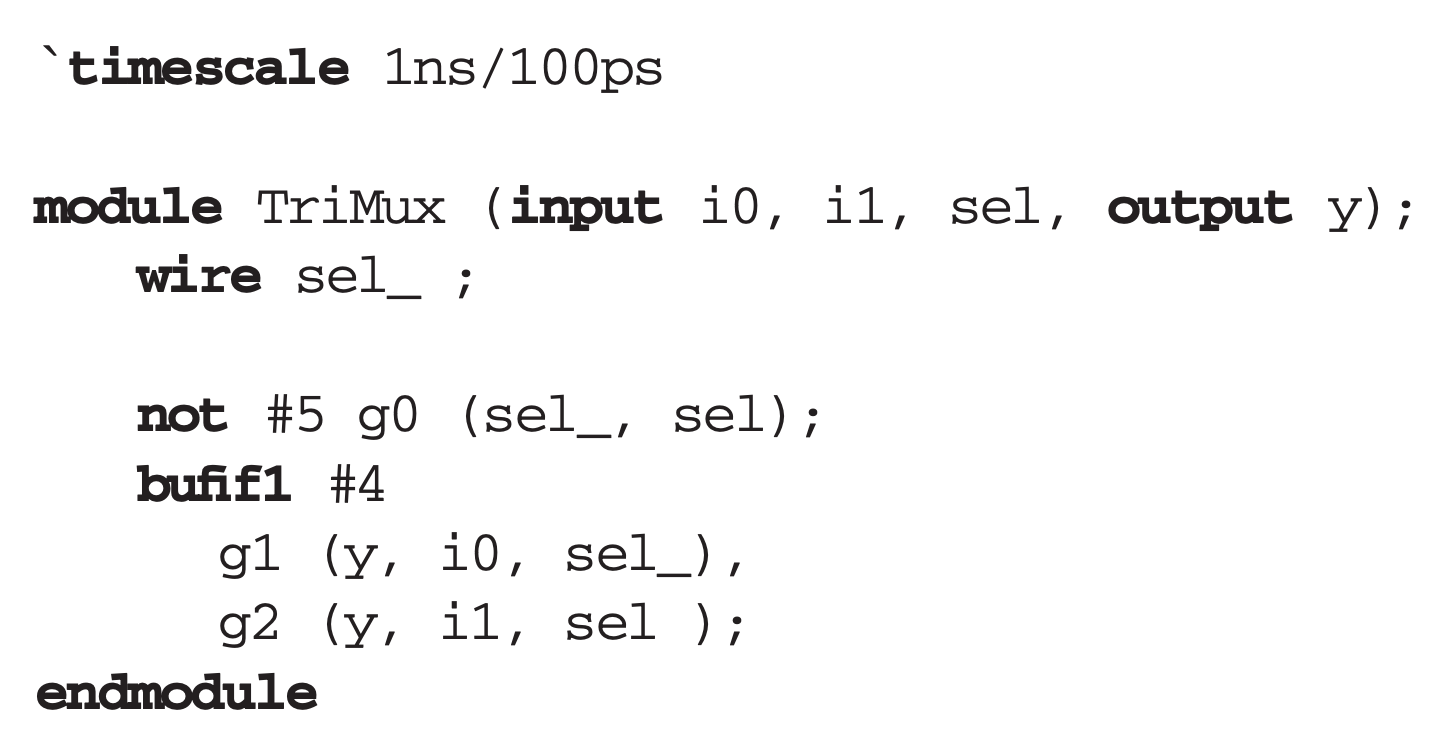 `timescale 1ns/100ps
module TriMux (input i0, i1, sel, output y);
wire sel_ ;
not #5 g0 (sel_, sel);
bufif1 #4
g1 (y, i0, sel_),
g2 (y, i1, sel );
endmodule